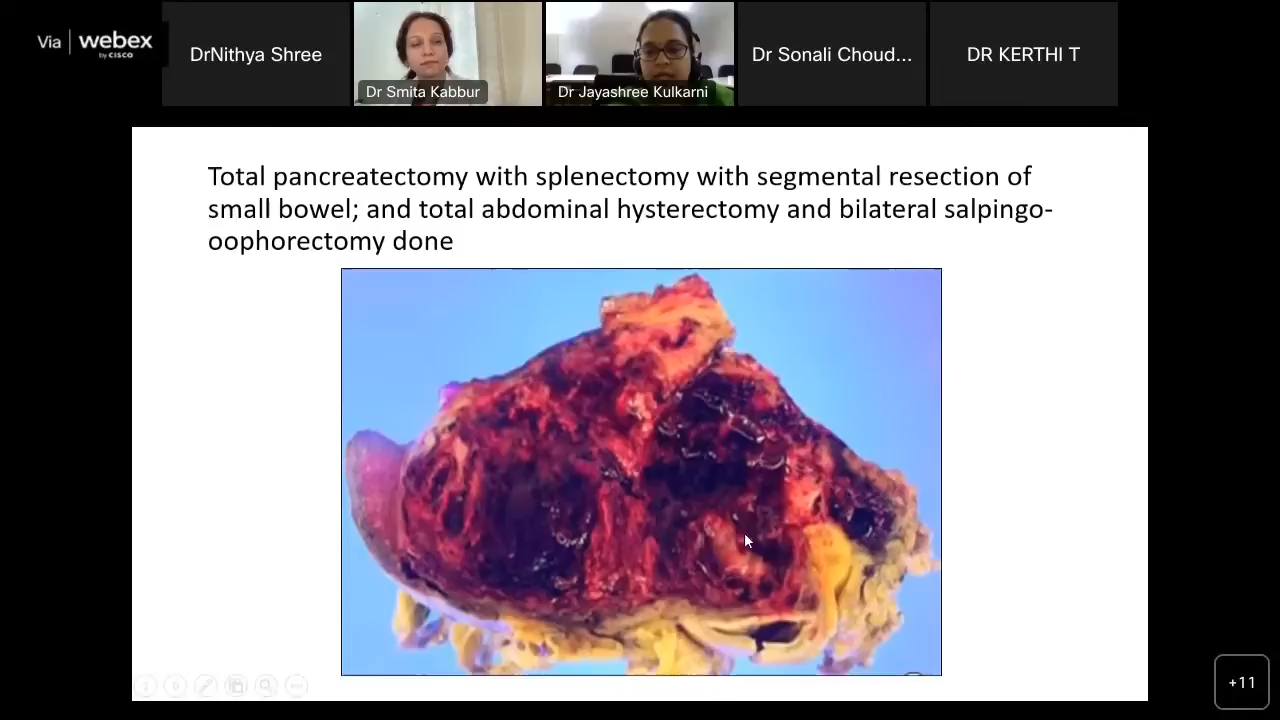 Via webex
by CISCO
DrNithya Shree
Dr Smita Kabbur
Dr Jayashree Kulkarni
Dr Sonali Choud...
DR KERTHI T
Total pancreatectomy with splenectomy with segmental resection of
small bowel; and total abdominal hysterectomy and bilateral salpingo-
oophorectomy done
+11